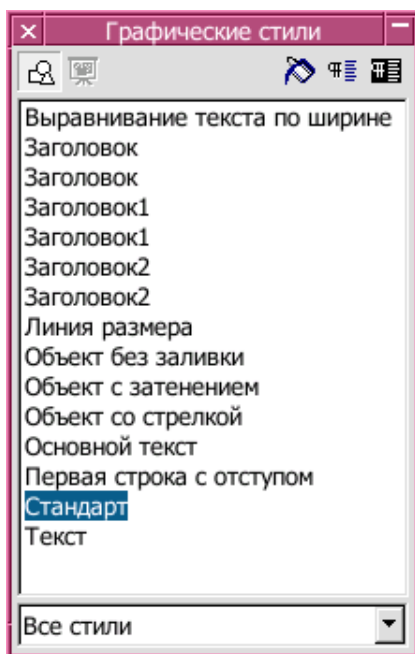 Графические стили
Выравнивание текста по ширине
Заголовок
Заголовок
Заголовок1
Заголовок1
Заголовок2
Заголовок2
Линия размера
Объект без заливки
Объект с затенением
Объект со стрелкой
Основной текст
Первая строка с отступом
Стандарт
Текст
Все стили